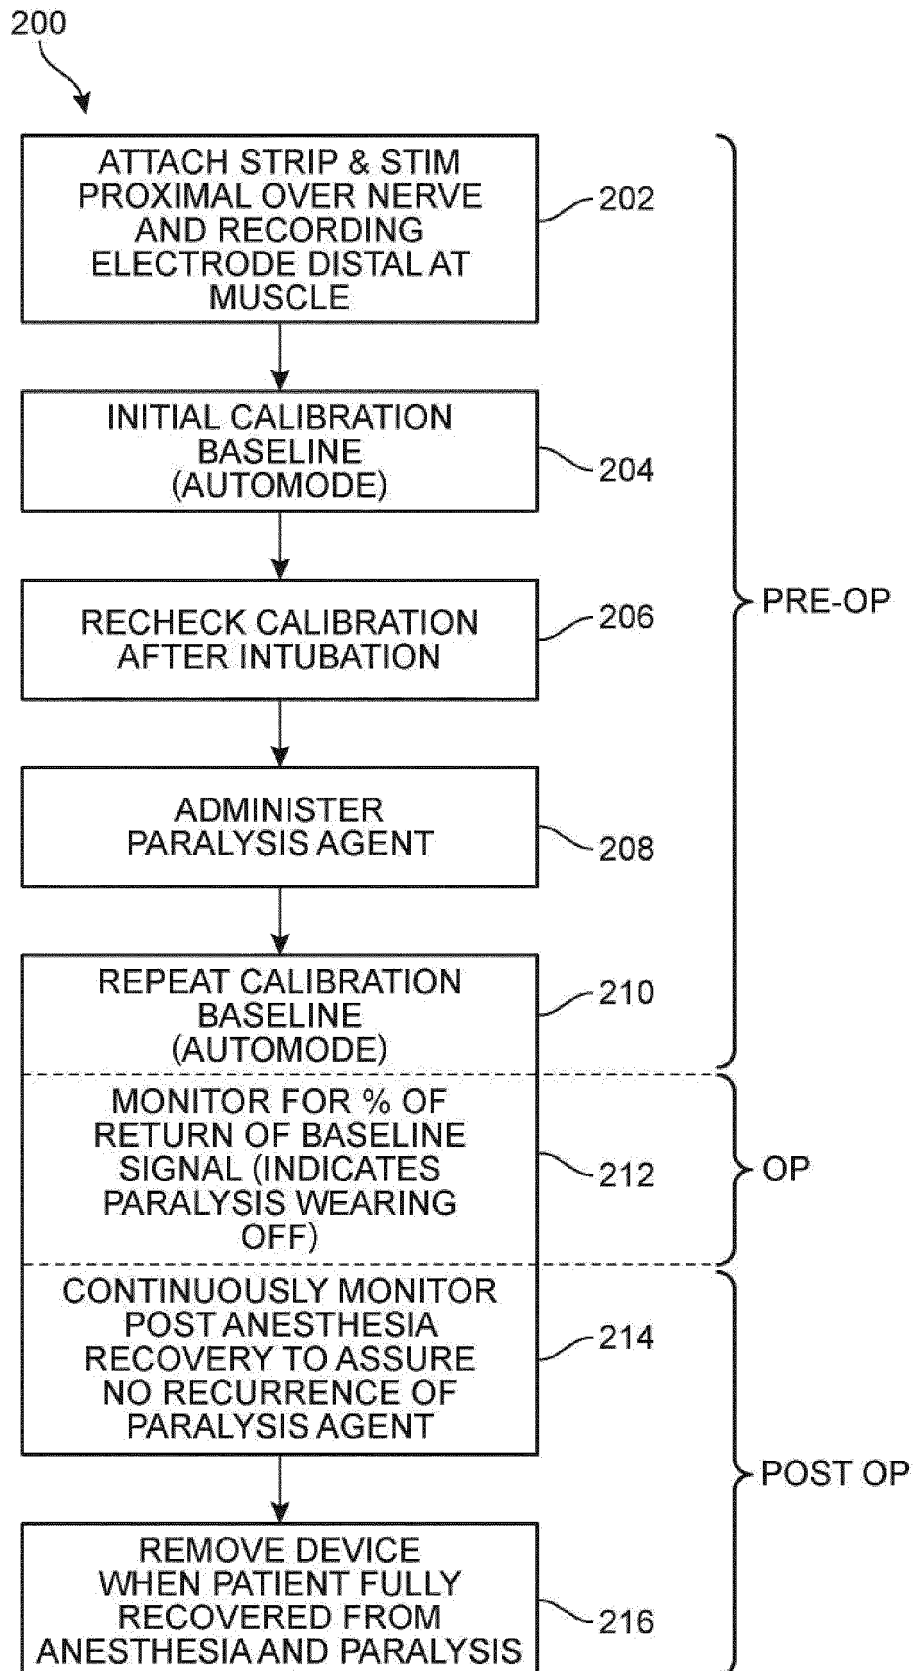 200
ATTACH STRIP & STIM
PROXIMAL OVER NERVE
AND RECORDING
ELECTRODE DISTAL AT
MUSCLE
202
INITIAL CALIBRATION
BASELINE
(AUTOMODE)
204
RECHECK CALIBRATION
AFTER INTUBATION
206
PRE-OP
ADMINISTER
PARALYSIS AGENT
208
REPEAT CALIBRATION
BASELINE
(AUTOMODE)
210
MONITOR FOR % OF
RETURN OF BASELINE
SIGNAL (INDICATES
PARALYSIS WEARING
OFF)
212
OP
CONTINUOUSLY MONITOR
POST ANESTHESIA
RECOVERY TO ASSURE
NO RECURRENCE OF
PARALYSIS AGENT
214
POST OP
REMOVE DEVICE
WHEN PATIENT FULLY
RECOVERED FROM
ANESTHESIA AND PARALYSIS
216